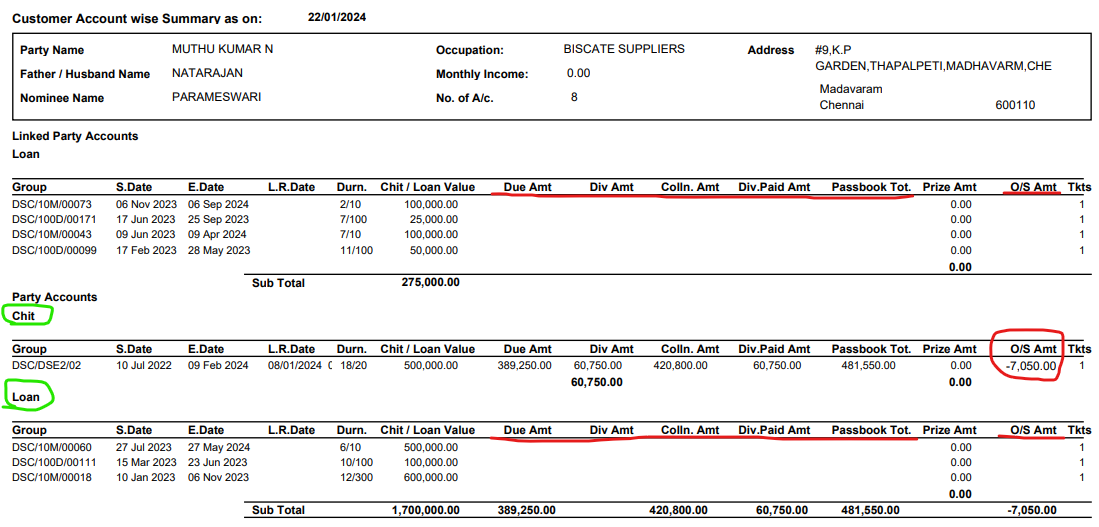 Customer Account wise Summary as on: 22/01/2024
Party Name MUTHU KUMAR N Occupation: BISCATE SUPPLIERS Address #9,K.P
GARDEN,THAPALPETI,MADHAVARM,CHE
Father / Husband Name NATARAJAN Monthly Income: 0.00
Madavaram
Nominee Name PARAMESWARI No. of A/c. 8
Chennai 600110
Linked Party Accounts
Loan
Group S.Date E.Date L.R.Date Durn. Chit / Loan Value Due Amt Div Amt Colln. Amt Div.Paid Amt Passbook Tot. Prize Amt O/S Amt Tkts
DSC/10M/00073 06 Nov 2023 06 Sep 2024 2/10 100,000.00 0.00 1
DSC/100D/00171 17 Jun 2023 25 Sep 2023 7/100 25,000.00 0.00 1
DSC/10M/00043 09 Jun 2023 09 Apr 2024 7/10 100,000.00 0.00 1
DSC/100D/00099 17 Feb 2023 28 May 2023 11/100 50,000.00 0.00 1
0.00
Sub Total 275,000.00
Party Accounts
Chit
Group S.Date E.Date L.R.Date Durn. Chit / Loan Value Due Amt Div Amt Colln. Amt Div.Paid Amt Passbook Tot. Prize Amt O/S Amt Tkts
DSC/DSE2/02 10 Jul 2022 09 Feb 2024 08/01/2024 18/20 500,000.00 389,250.00 60,750.00 420,800.00 60,750.00 481,550.00 0.00 -7,050.00 1
60,750.00 0.00
Loan
Group S.Date E.Date L.R.Date Durn. Chit / Loan Value Due Amt Div Amt Colln. Amt Div.Paid Amt Passbook Tot. Prize Amt O/S Amt Tkts
DSC/10M/00060 27 Jul 2023 27 May 2024 6/10 500,000.00 0.00 1
DSC/100D/00111 15 Mar 2023 23 Jun 2023 10/100 100,000.00 0.00 1
DSC/10M/00018 10 Jan 2023 06 Nov 2023 12/300 600,000.00 0.00 1
0.00
Sub Total 1,700,000.00 389,250.00 420,800.00 60,750.00 481,550.00 -7,050.00